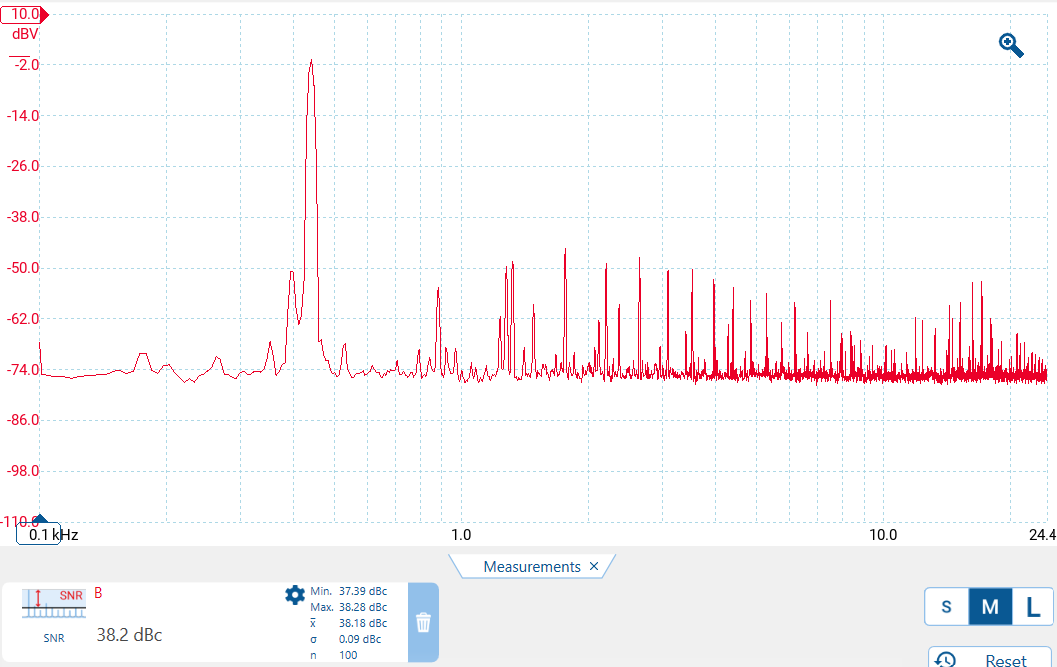 10.0
dBV
-2.0
-14.0
-26.0
-38.0
-50.0
-62.0
-74.0
-86.0
-98.0
-110.0
0.1 kHz 1.0 10.0 24.4
Measurements ×
SNR B
SNR
38.2 dBc
Min. 37.39 dBc
Max. 38.28 dBc
x̅ 38.18 dBc
σ 0.09 dBc
n 100
S M L
Reset